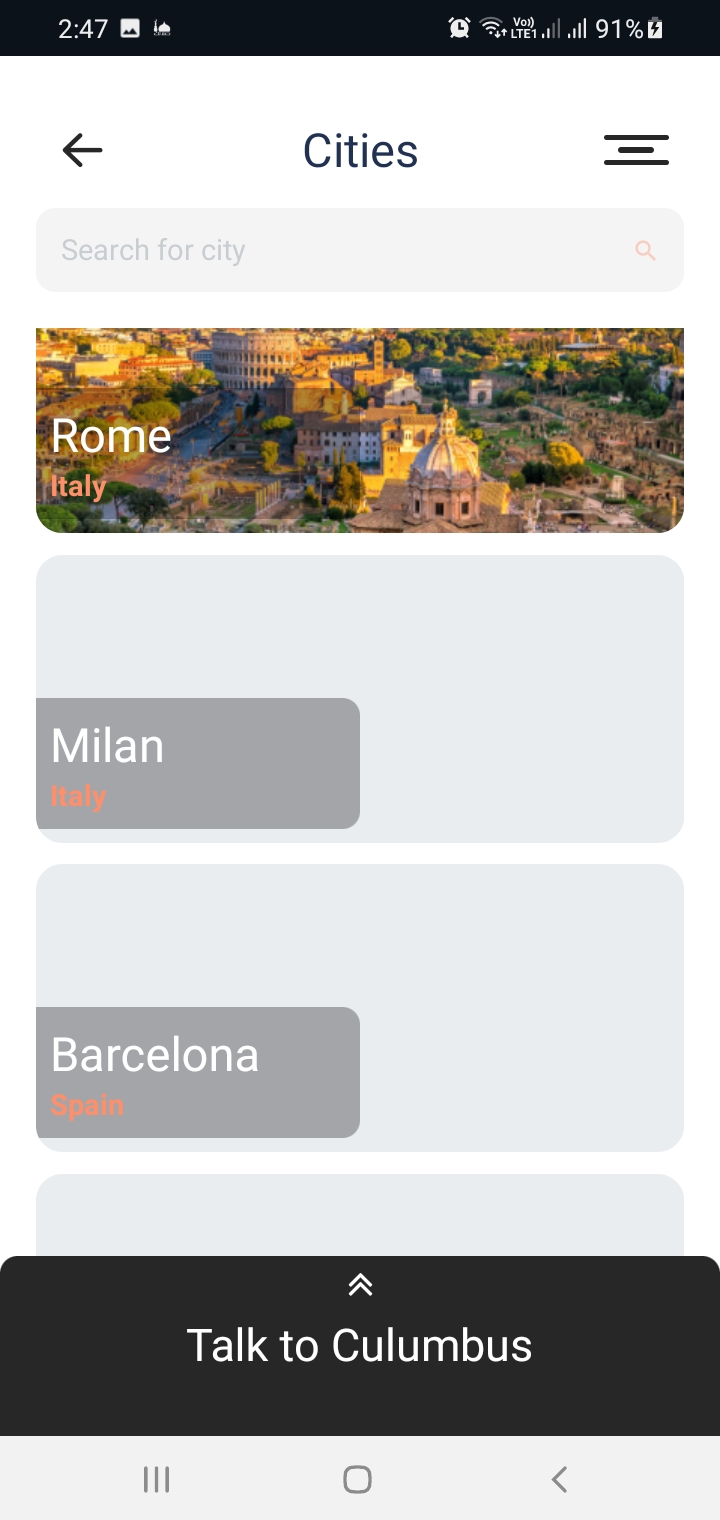 2:47
Vo)) LTE1 91%
Cities
Search for city
Rome
Italy
Milan
Italy
Barcelona
Spain
Talk to Culumbus